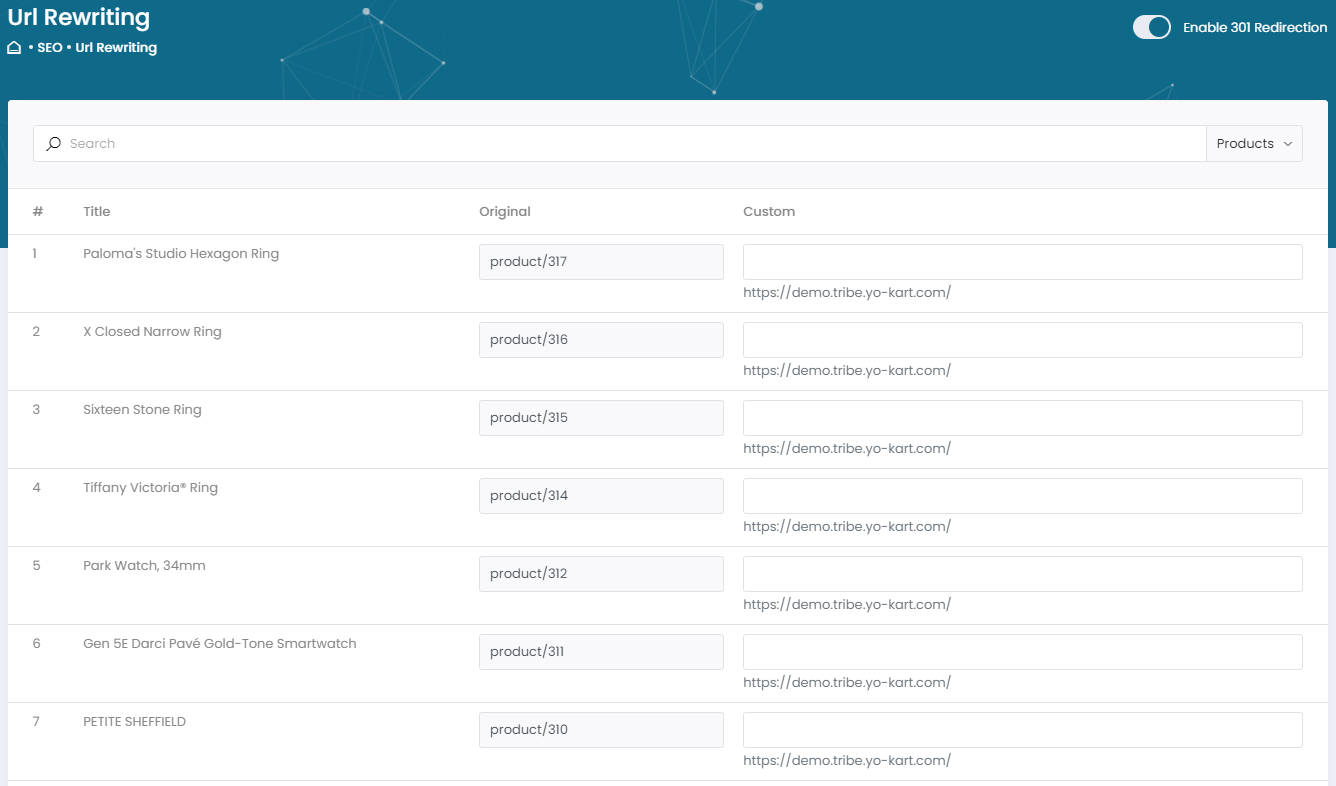 Url Rewriting
• SEO • Url Rewriting
Enable 301 Redirection
Search
Products
# Title Original Custom
1 Paloma's Studio Hexagon Ring product/317
https://demo.tribe.yo-kart.com/
2 X Closed Narrow Ring product/316
https://demo.tribe.yo-kart.com/
3 Sixteen Stone Ring product/315
https://demo.tribe.yo-kart.com/
4 Tiffany Victoria® Ring product/314
https://demo.tribe.yo-kart.com/
5 Park Watch, 34mm product/312
https://demo.tribe.yo-kart.com/
6 Gen 5E Darci Pavé Gold-Tone Smartwatch product/311
https://demo.tribe.yo-kart.com/
7 PETITE SHEFFIELD product/310
https://demo.tribe.yo-kart.com/